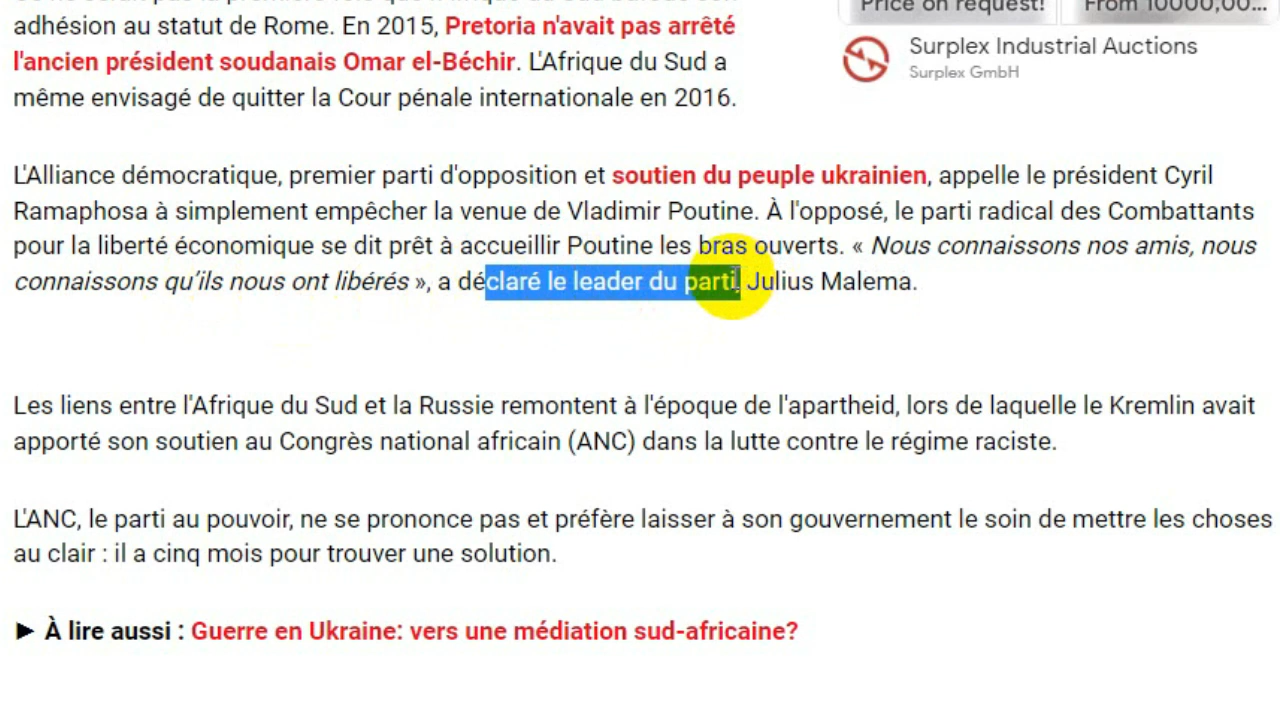 adhésion au statut de Rome. En 2015, Pretoria n'avait pas arrêté
l'ancien président soudanais Omar el-Béchir. L'Afrique du Sud a
même envisagé de quitter la Cour pénale internationale en 2016.
Price on request!
From 10000,00...
Surplex Industrial Auctions
Surplex GmbH
L'Alliance démocratique, premier parti d'opposition et soutien du peuple ukrainien, appelle le président Cyril
Ramaphosa à simplement empêcher la venue de Vladimir Poutine. À l'opposé, le parti radical des Combattants
pour la liberté économique se dit prêt à accueillir Poutine les bras ouverts. « Nous connaissons nos amis, nous
connaissons qu'ils nous ont libérés », a déclaré le leader du parti, Julius Malema.
Les liens entre l'Afrique du Sud et la Russie remontent à l'époque de l'apartheid, lors de laquelle le Kremlin avait
apporté son soutien au Congrès national africain (ANC) dans la lutte contre le régime raciste.
L'ANC, le parti au pouvoir, ne se prononce pas et préfère laisser à son gouvernement le soin de mettre les choses
au clair : il a cinq mois pour trouver une solution.
► À lire aussi : Guerre en Ukraine: vers une médiation sud-africaine?